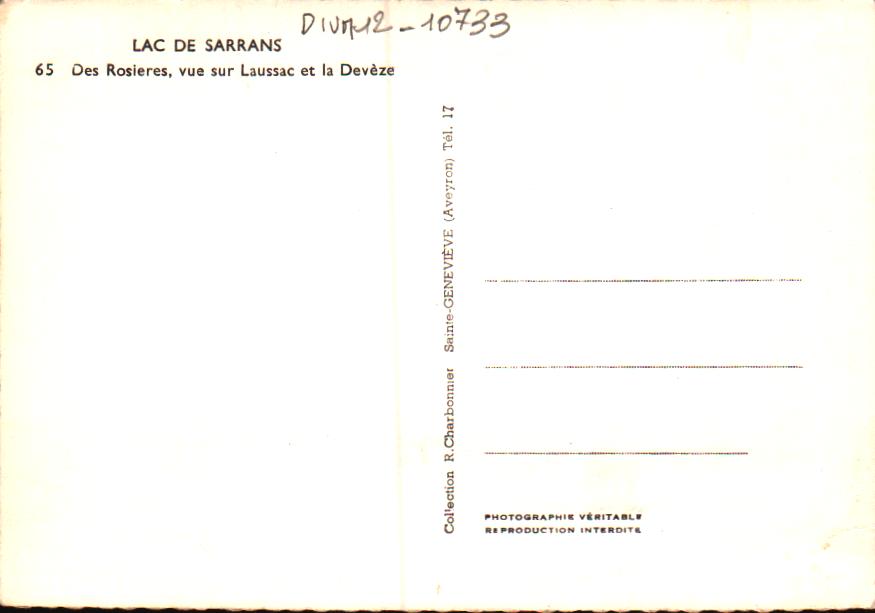 DIVA12-10733
LAC DE SARRANS
65 Des Rosieres, vue sur Laussac et la Devèze
Collection R.Charbonnier Sainte-GENEVIÈVE (Aveyron) Tél. 17
PHOTOGRAPHIE VÉRITABLE
REPRODUCTION INTERDITE